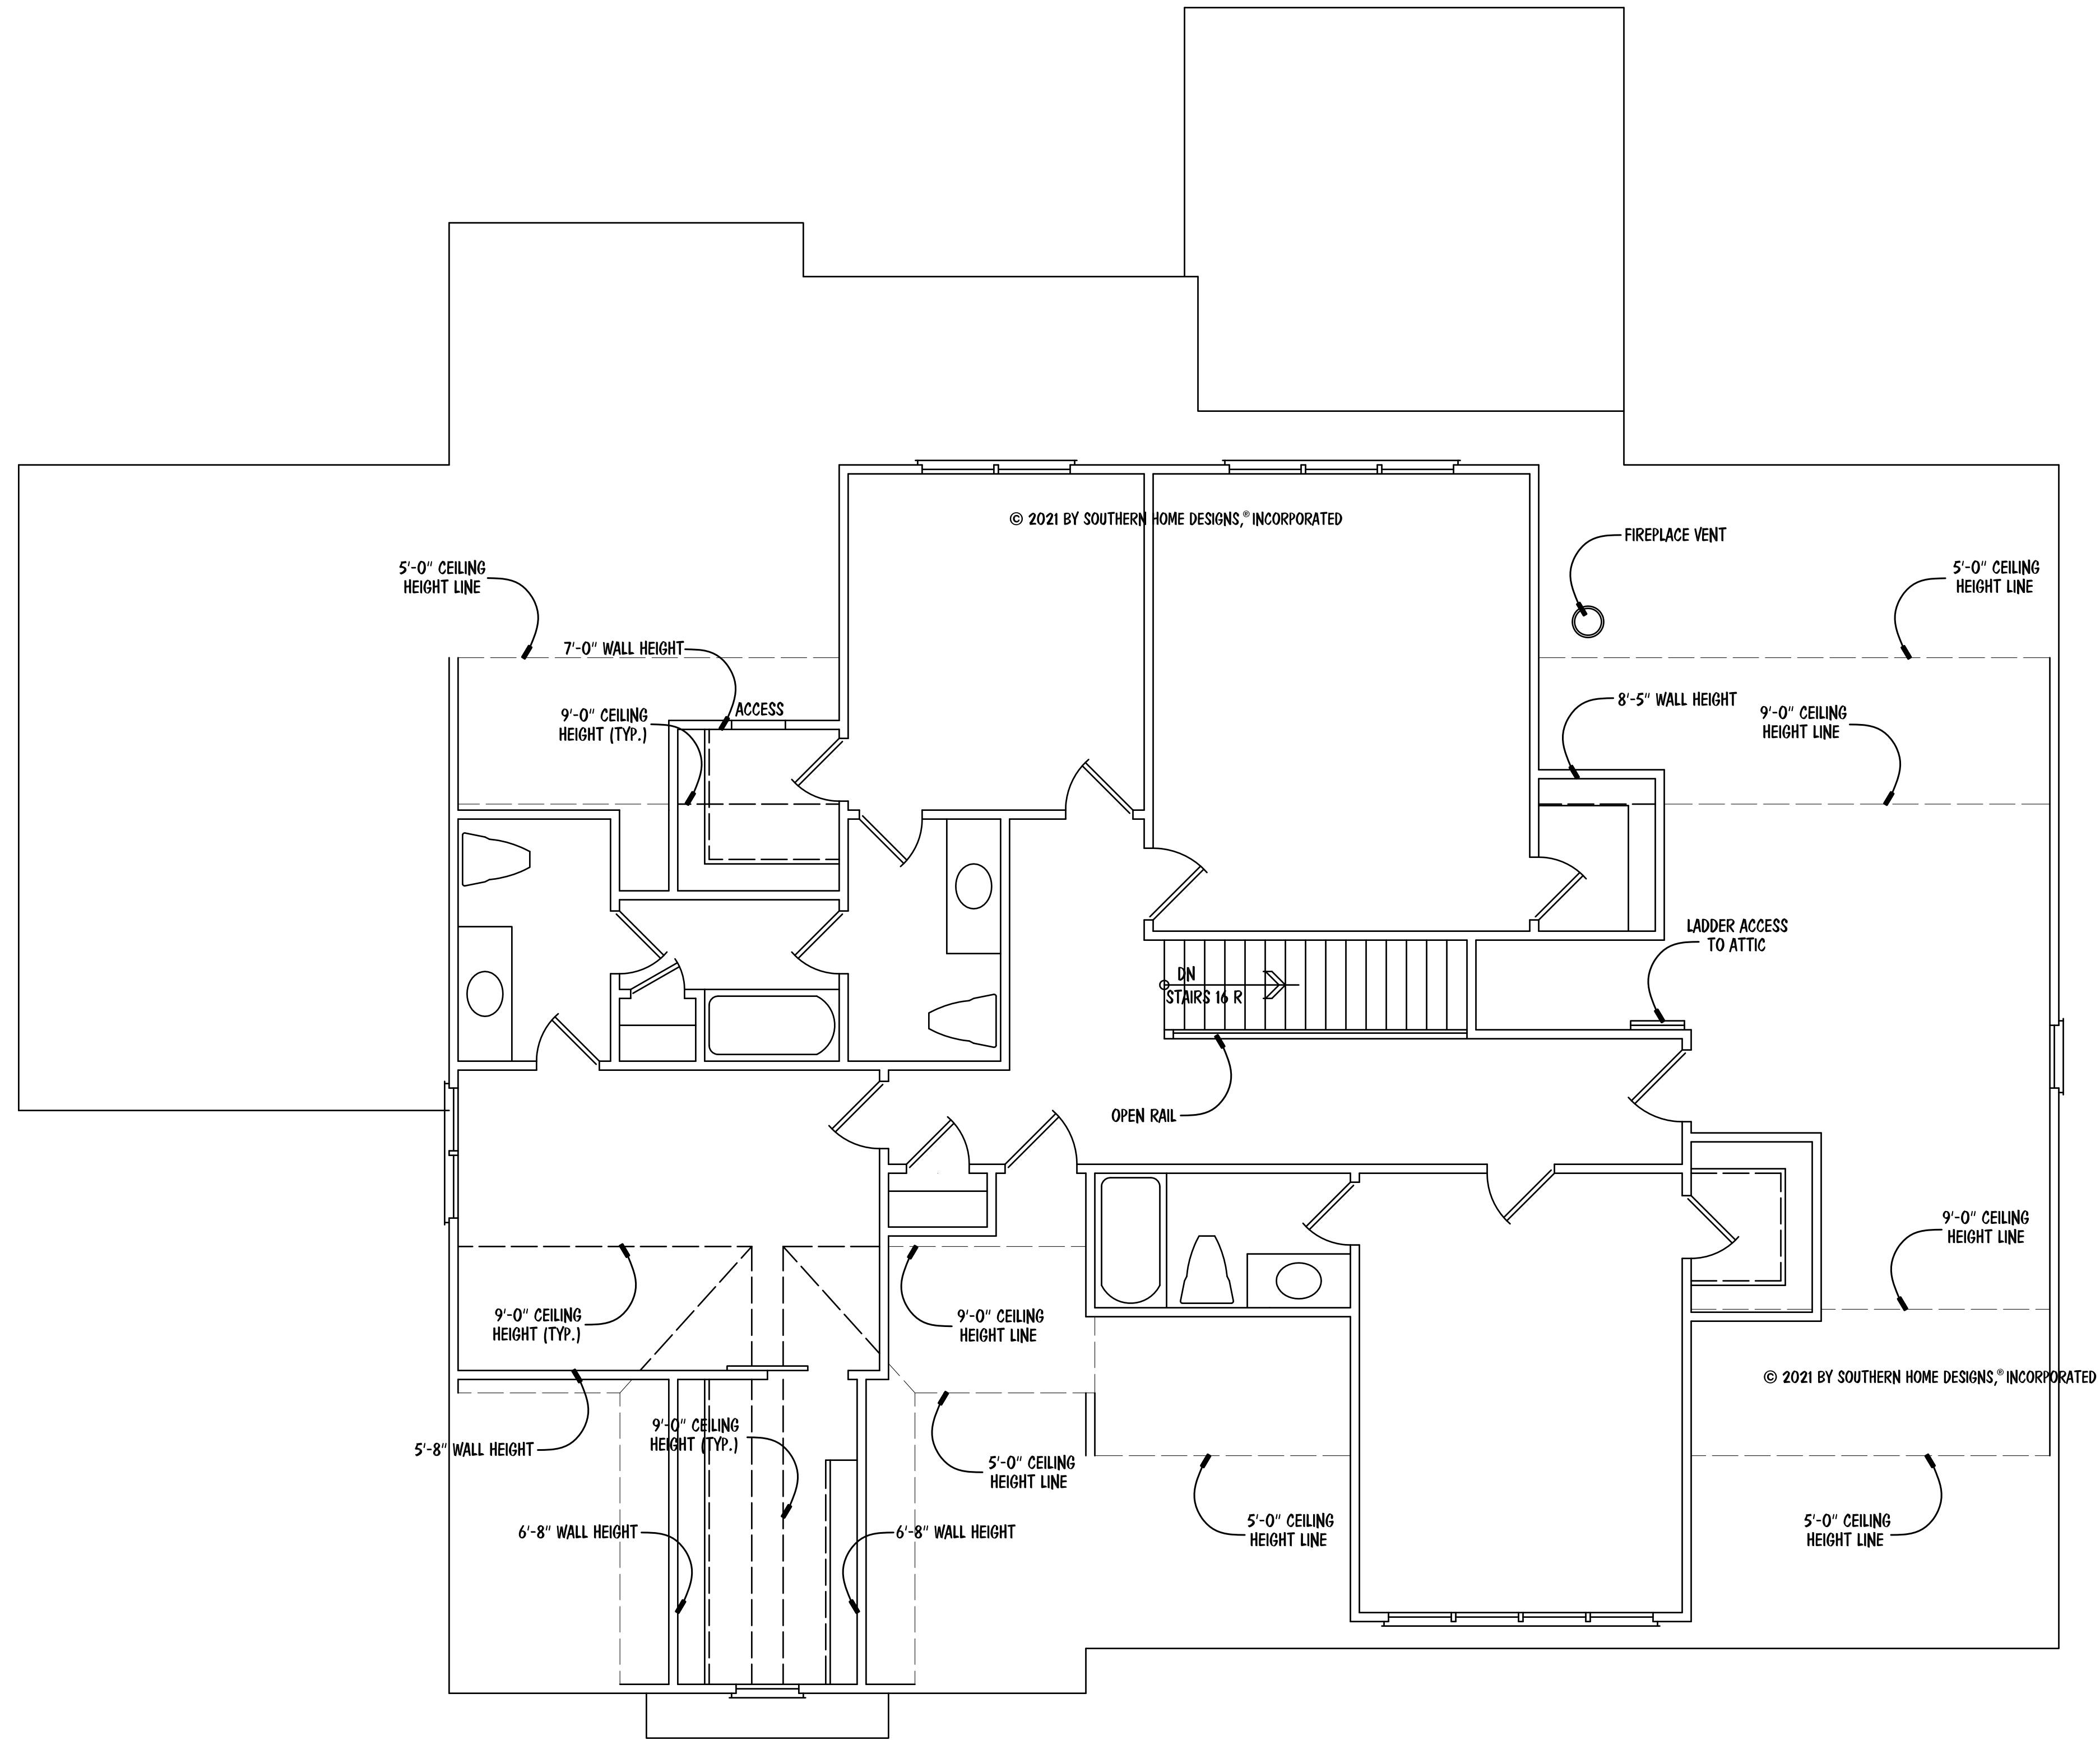 © 2021 BY SOUTHERN HOME DESIGNS,® INCORPORATED
FIREPLACE VENT
5'-0" CEILING
HEIGHT LINE
5'-0" CEILING
HEIGHT LINE
7'-0" WALL HEIGHT
ACCESS
9'-0" CEILING
HEIGHT (TYP.)
8'-5" WALL HEIGHT
9'-0" CEILING
HEIGHT LINE
LADDER ACCESS
TO ATTIC
DN
STAIRS 16 R
OPEN RAIL
9'-0" CEILING
HEIGHT LINE
9'-0" CEILING
HEIGHT (TYP.)
9'-0" CEILING
HEIGHT LINE
© 2021 BY SOUTHERN HOME DESIGNS,® INCORPORATED
5'-8" WALL HEIGHT
9'-0" CEILING
HEIGHT (TYP.)
5'-0" CEILING
HEIGHT LINE
6'-8" WALL HEIGHT
6'-8" WALL HEIGHT
5'-0" CEILING
HEIGHT LINE
5'-0" CEILING
HEIGHT LINE